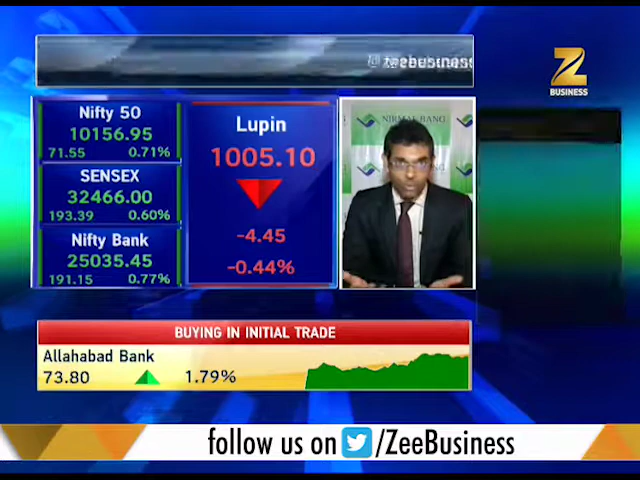 @zeebusiness
Z
BUSINESS
Nifty 50
10156.95
71.55 0.71%
SENSEX
32466.00
193.39 0.60%
Nifty Bank
25035.45
191.15 0.77%
Lupin
1005.10
-4.45
-0.44%
NIRMAL BANG
BUYING IN INITIAL TRADE
Allahabad Bank
73.80 1.79%
follow us on /ZeeBusiness